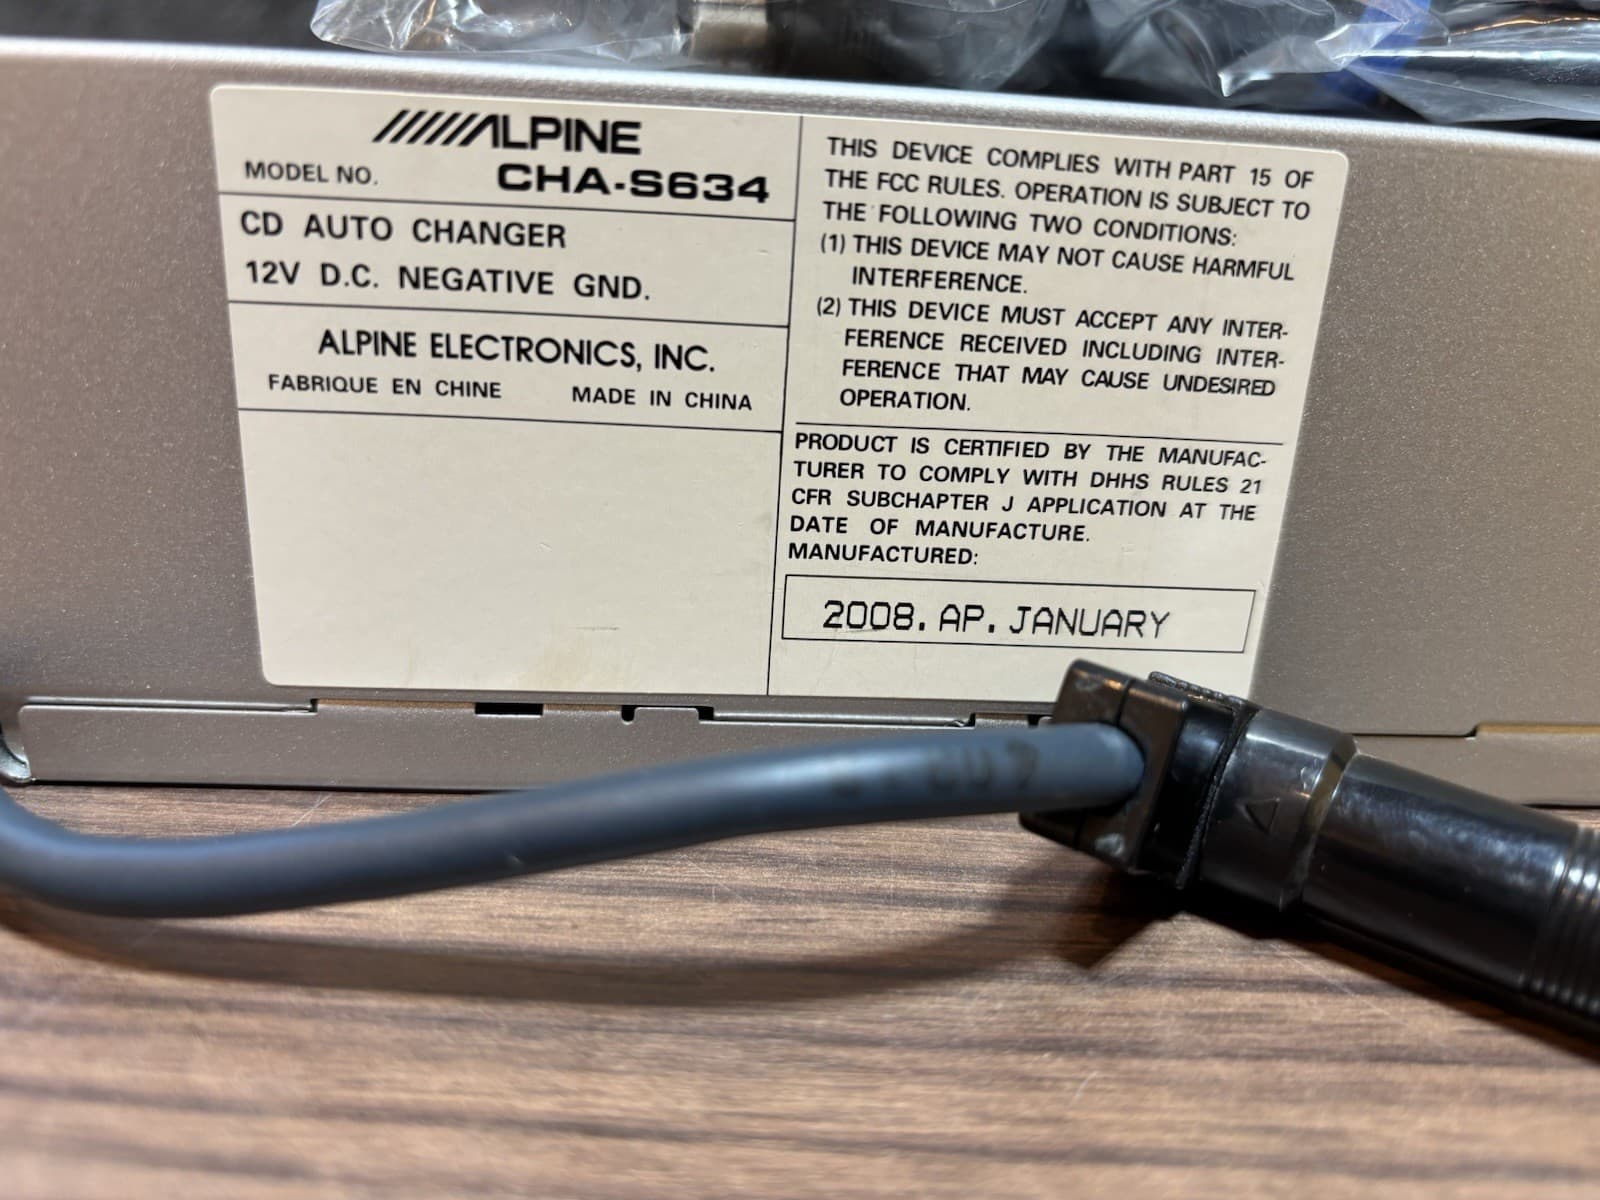 ALPINE
MODEL NO. CHA-S634
CD AUTO CHANGER
12V D.C. NEGATIVE GND.
ALPINE ELECTRONICS, INC.
FABRIQUE EN CHINE MADE IN CHINA
THIS DEVICE COMPLIES WITH PART 15 OF
THE FCC RULES. OPERATION IS SUBJECT TO
THE FOLLOWING TWO CONDITIONS:
(1) THIS DEVICE MAY NOT CAUSE HARMFUL
INTERFERENCE.
(2) THIS DEVICE MUST ACCEPT ANY INTER-
FERENCE RECEIVED INCLUDING INTER-
FERENCE THAT MAY CAUSE UNDESIRED
OPERATION.
PRODUCT IS CERTIFIED BY THE MANUFAC-
TURER TO COMPLY WITH DHHS RULES 21
CFR SUBCHAPTER J APPLICATION AT THE
DATE OF MANUFACTURE.
MANUFACTURED:
2008. AP. JANUARY